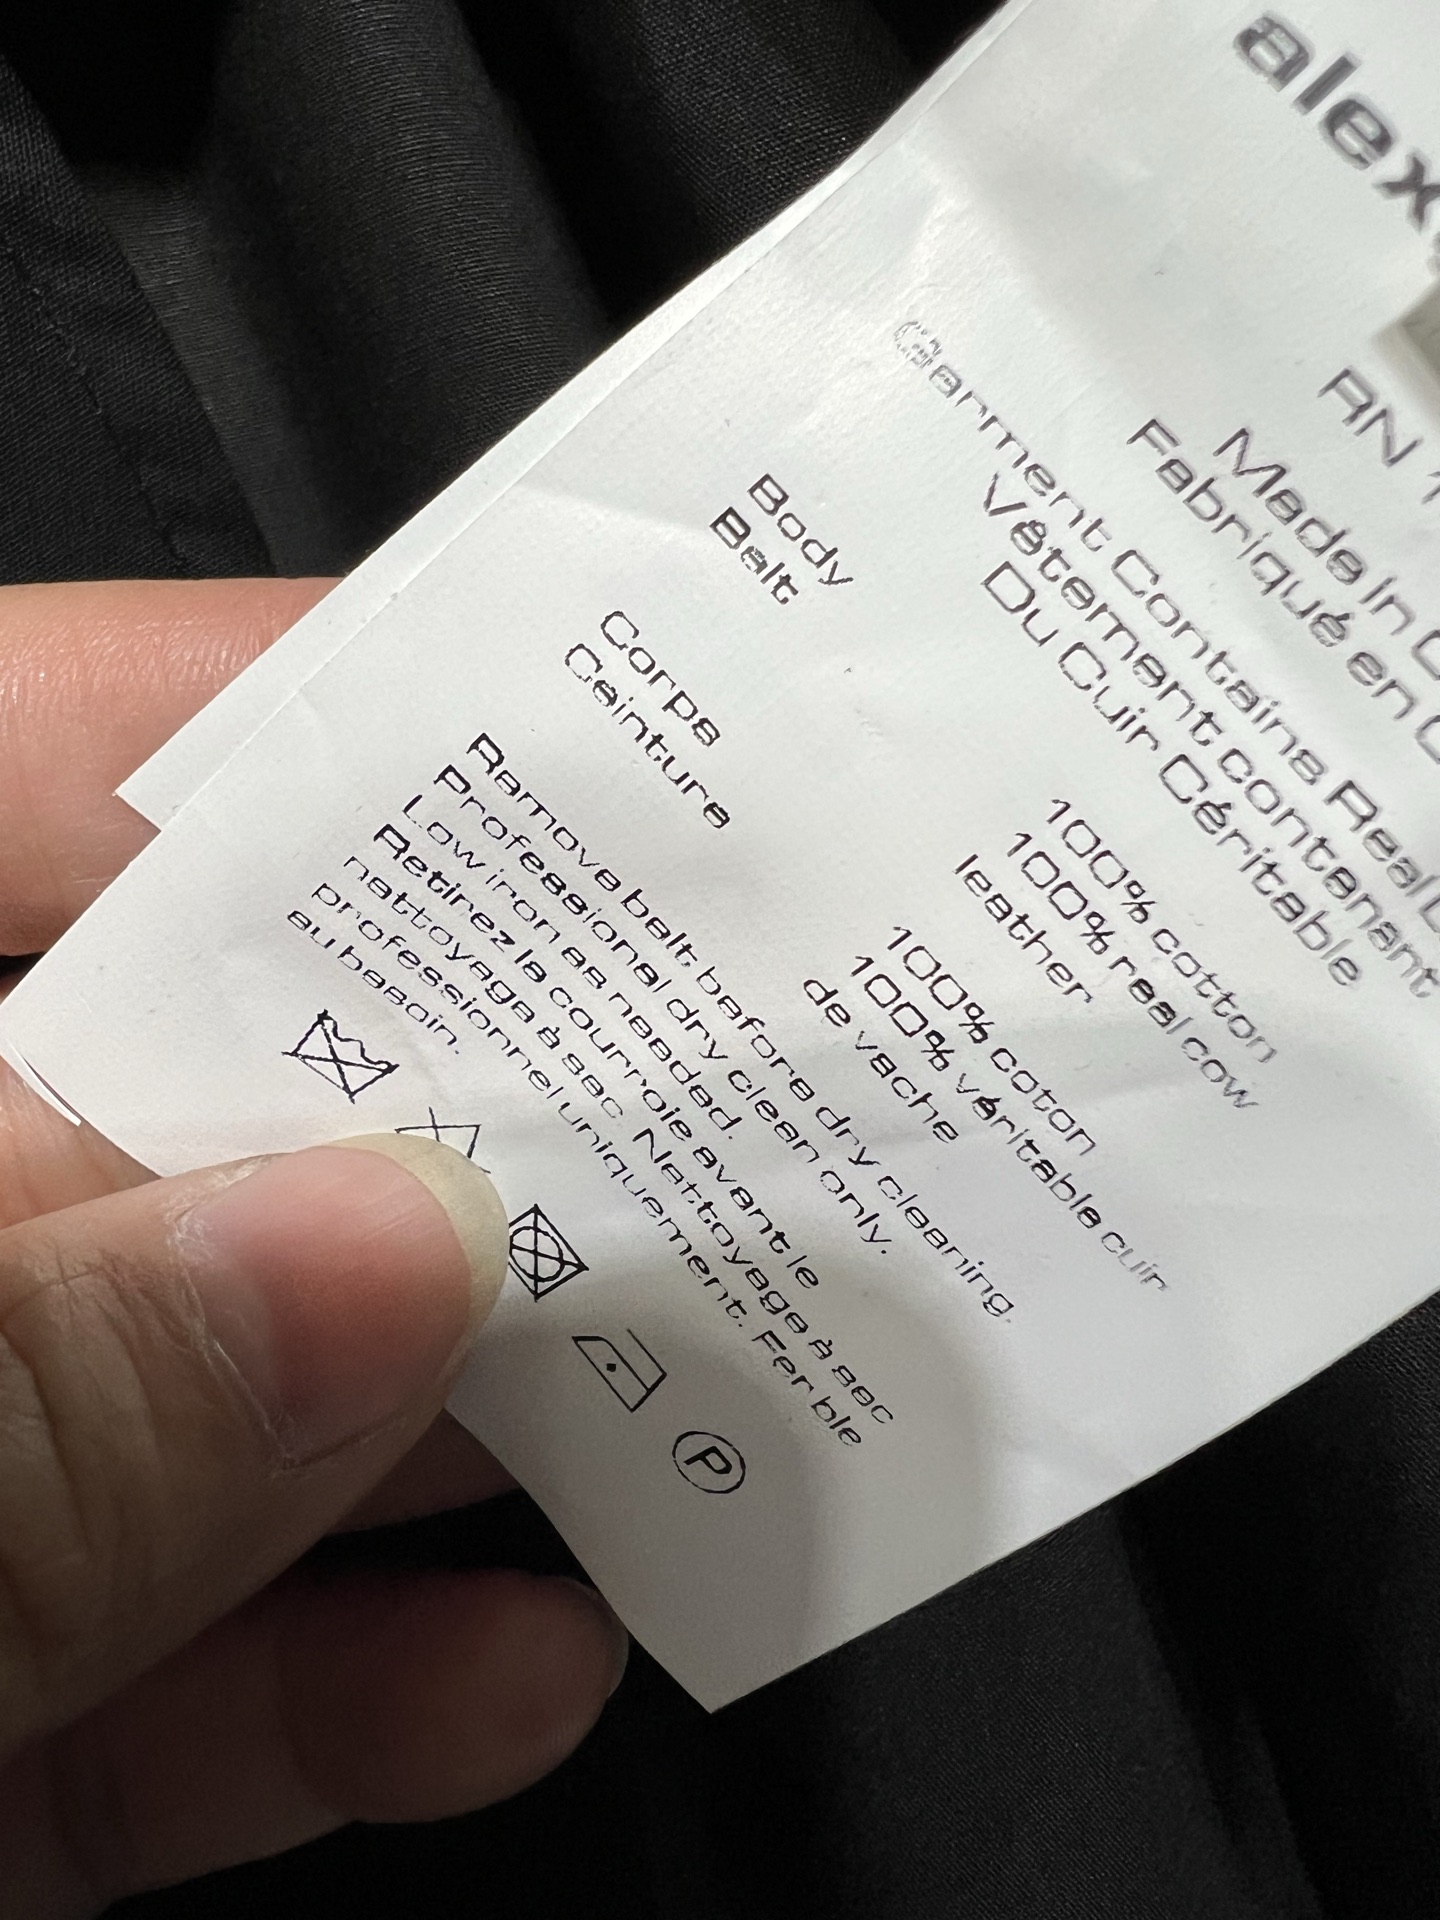 alex
RN 1
Made in
Fabriqué en
Garment Contains Real
Vêtement contenant
Du Cuir Céritable
Body 100% cotton
Belt 100% real cow
leather
Corps 100% coton
Ceinture 100% véritable cuir
de vache
Remove belt before dry cleaning.
Professional dry clean only.
Low iron as needed.
Retirez la courroie avant le
nettoyage à sec. Nettoyage à sec
professionnel uniquement. Fer ble
au besoin.
P